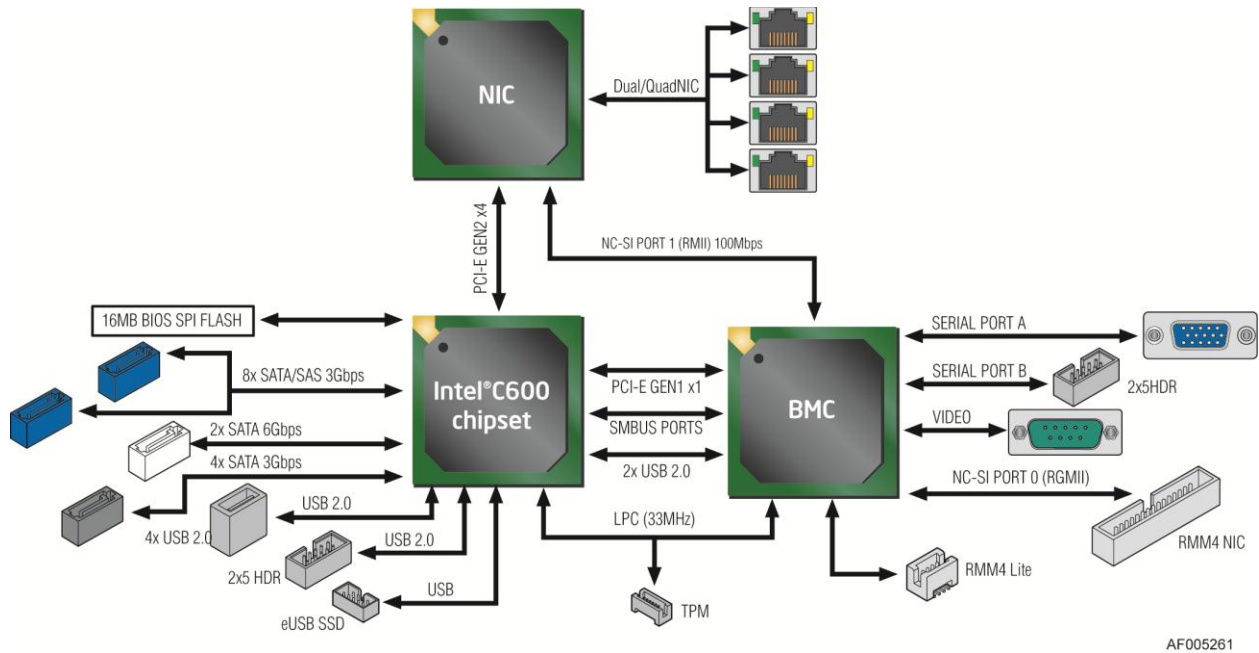 NIC
Dual/QuadNIC
PCI-E GEN2 x4
NC-SI PORT 1 (RMII) 100Mbps
16MB BIOS SPI FLASH
8x SATA/SAS 3Gbps
2x SATA 6Gbps
4x SATA 3Gbps
USB 2.0
4x USB 2.0
USB 2.0
2x5 HDR
USB
eUSB SSD
Intel®C600
chipset
PCI-E GEN1 x1
SMBUS PORTS
2x USB 2.0
LPC (33MHz)
TPM
BMC
SERIAL PORT A
SERIAL PORT B
2x5HDR
VIDEO
NC-SI PORT 0 (RGMII)
RMM4 NIC
RMM4 Lite
AF005261